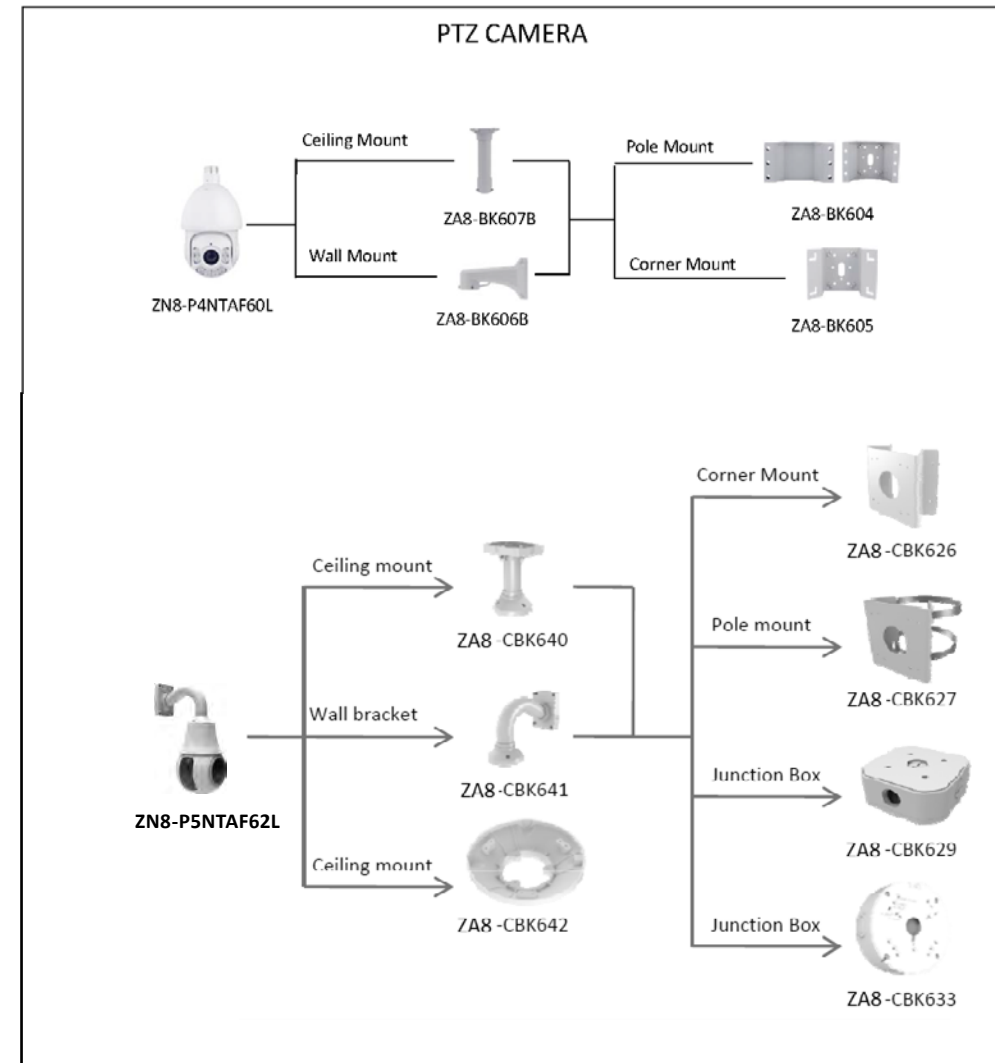 PTZ CAMERA
Ceiling Mount
ZA8-BK607B
Wall Mount
ZA8-BK606B
ZN8-P4NTAF60L
Pole Mount
ZA8-BK604
Corner Mount
ZA8-BK605
Ceiling mount
ZA8-CBK640
Wall bracket
ZA8-CBK641
ZN8-P5NTAF62L
Ceiling mount
ZA8-CBK642
Corner Mount
ZA8-CBK626
Pole mount
ZA8-CBK627
Junction Box
ZA8-CBK629
Junction Box
ZA8-CBK633